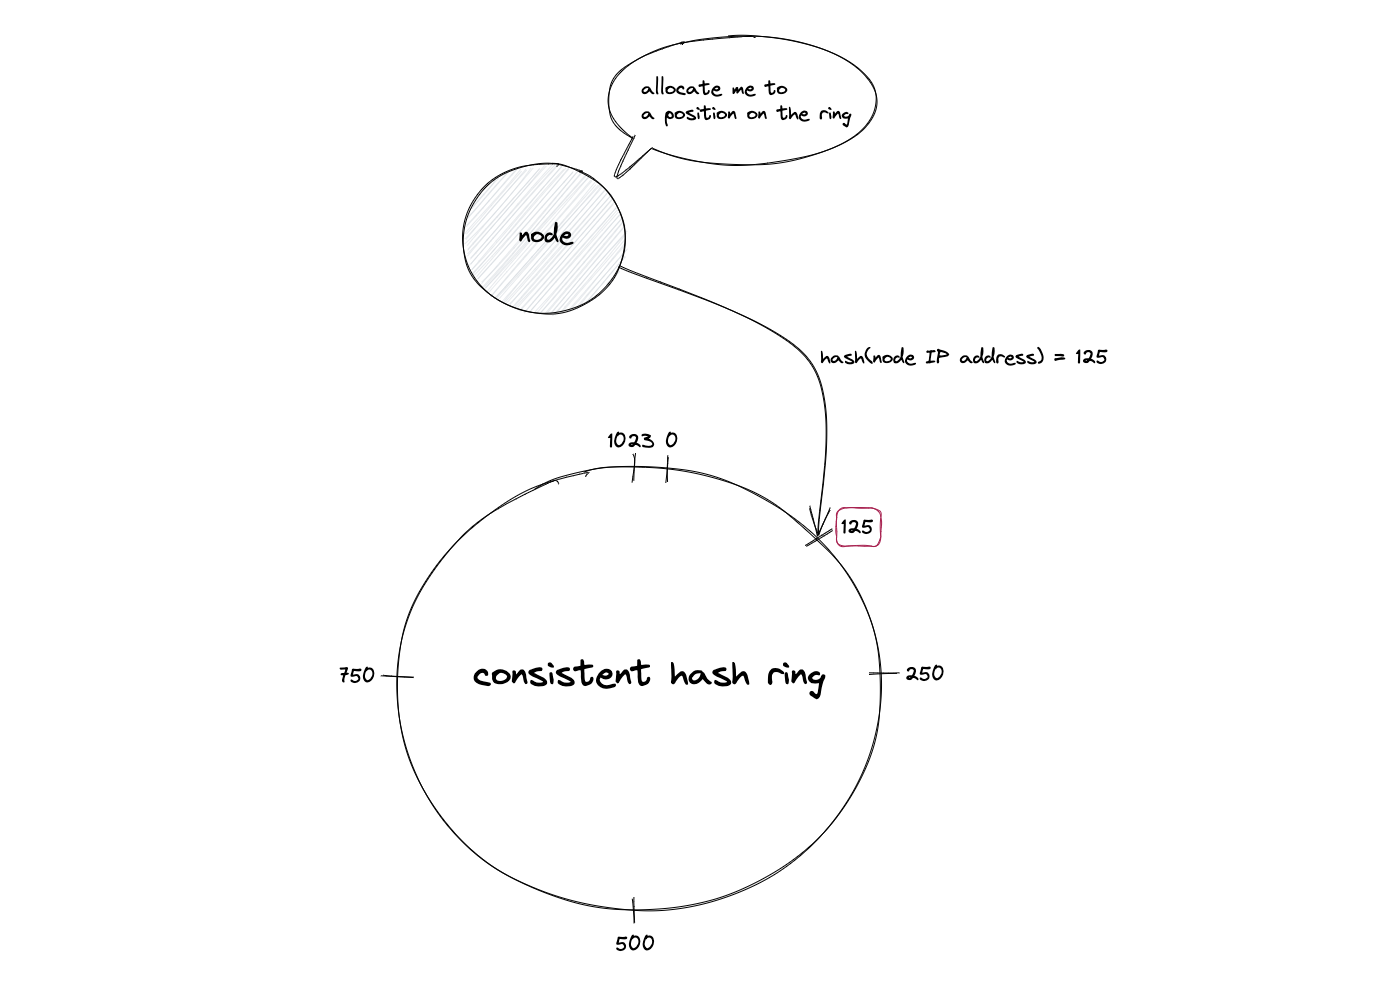 allocate me to
a position on the ring
node
hash(node IP address) = 125
1023 0
125
750
consistent hash ring
250
500